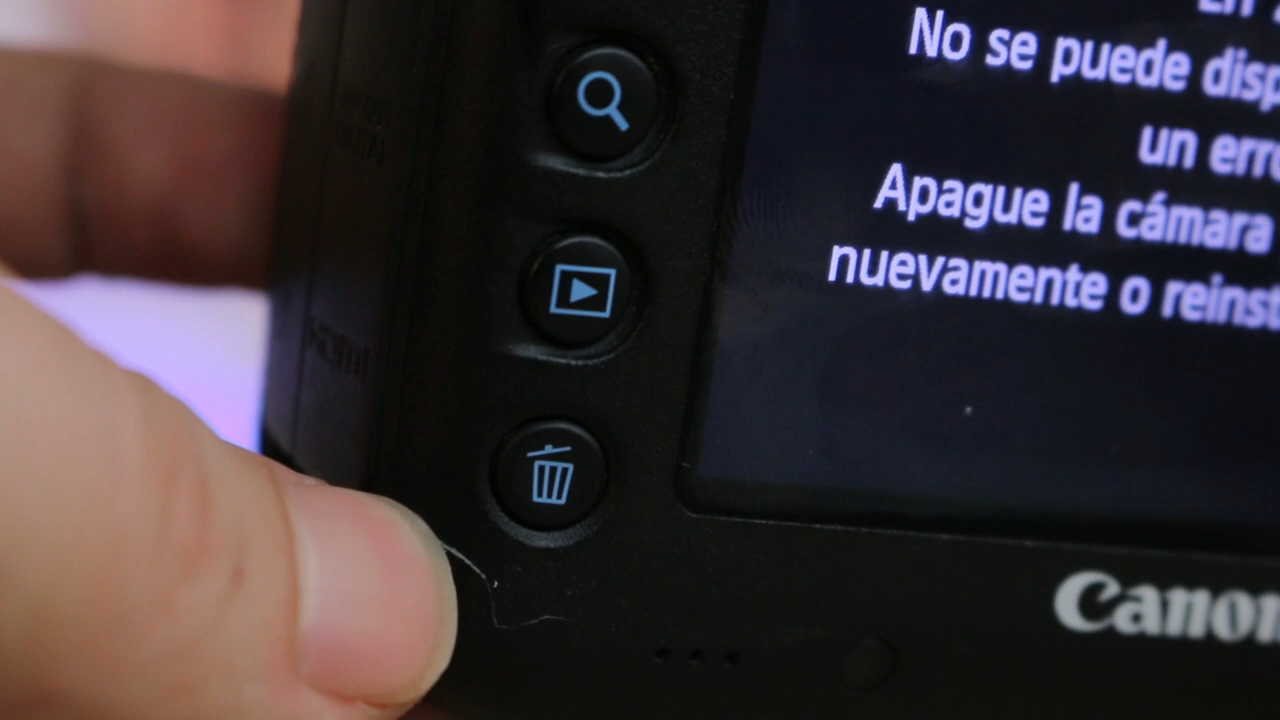 No se puede disp
un erro
Apague la cámara
nuevamente o reinst
Canon